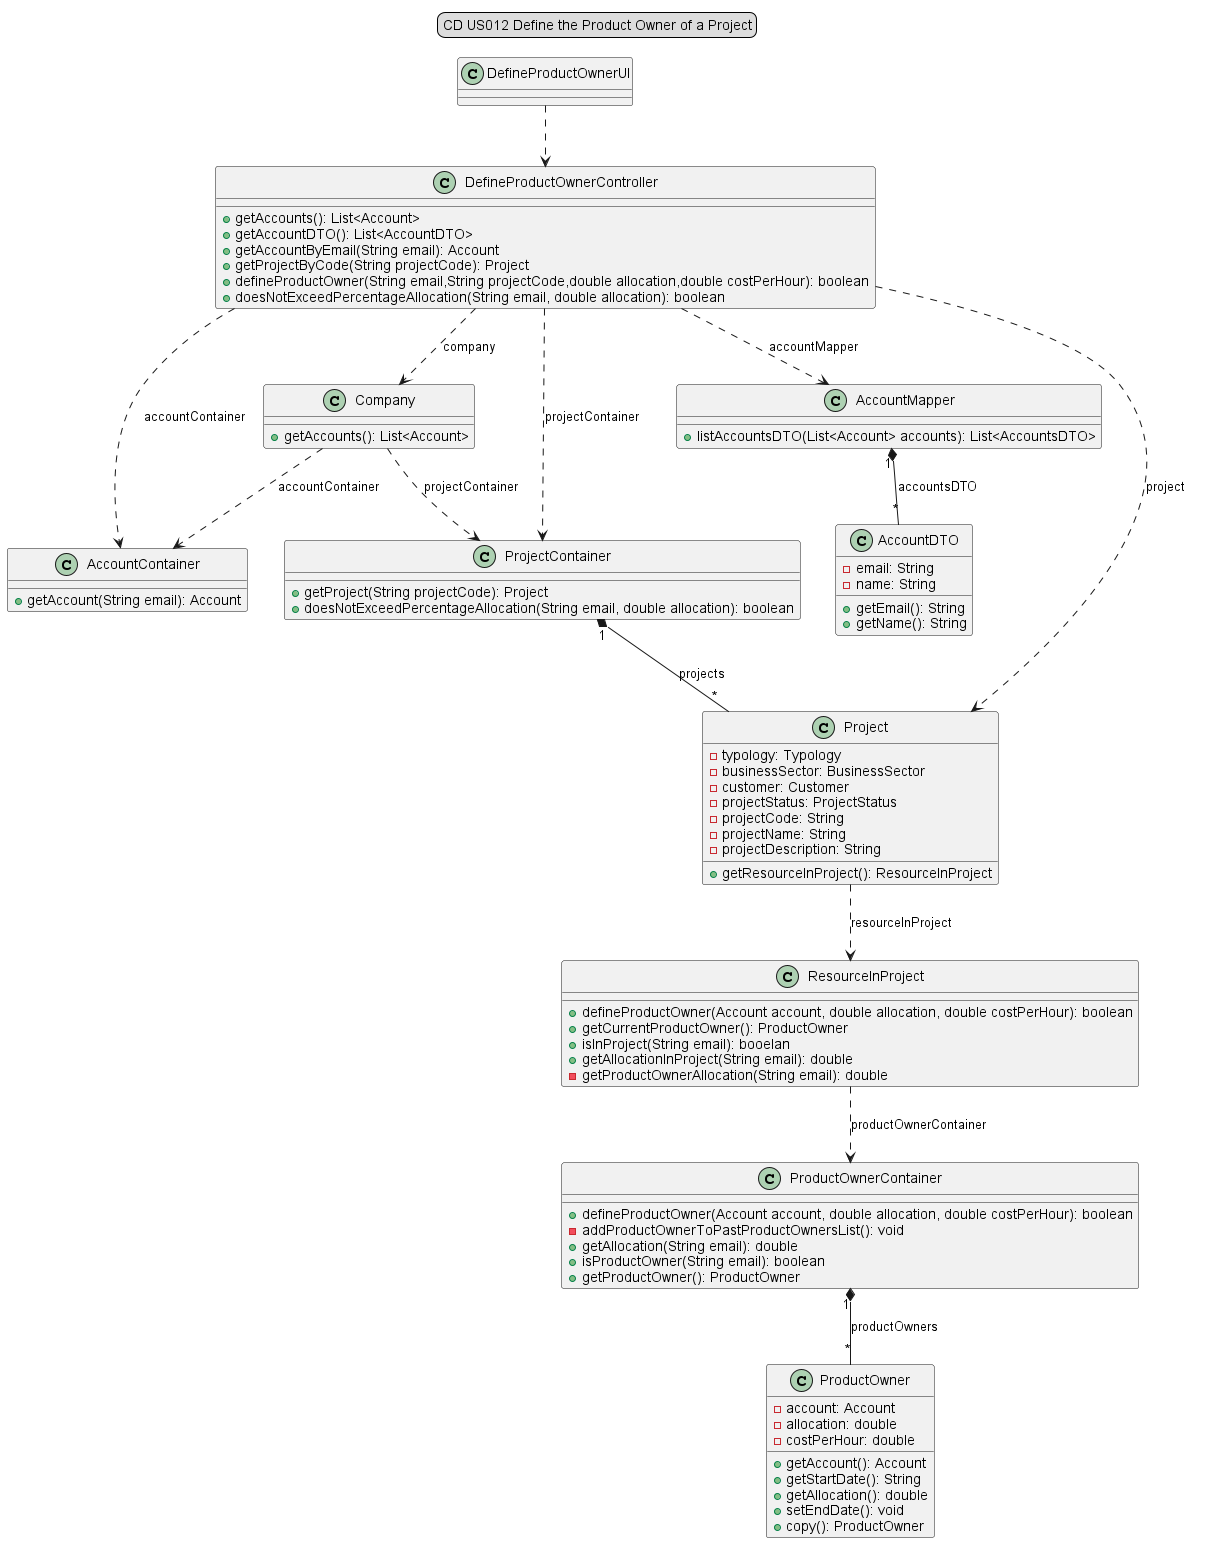 CD US012 Define the Product Owner of a Project
C DefineProductOwnerUI
C DefineProductOwnerController
getAccounts(): List<Account>
getAccountDTO(): List<AccountDTO>
getAccountByEmail(String email): Account
getProjectByCode(String projectCode): Project
defineProductOwner(String email,String projectCode,double allocation,double costPerHour): boolean
doesNotExceedPercentageAllocation(String email, double allocation): boolean
company
accountMapper
accountContainer
projectContainer
project
C Company
getAccounts(): List<Account>
C AccountMapper
listAccountsDTO(List<Account> accounts): List<AccountsDTO>
accountContainer
projectContainer
1
accountsDTO
*
C AccountContainer
getAccount(String email): Account
C ProjectContainer
getProject(String projectCode): Project
doesNotExceedPercentageAllocation(String email, double allocation): boolean
C AccountDTO
email: String
name: String
getEmail(): String
getName(): String
1
projects
*
C Project
typology: Typology
businessSector: BusinessSector
customer: Customer
projectStatus: ProjectStatus
projectCode: String
projectName: String
projectDescription: String
getResourceInProject(): ResourceInProject
resourceInProject
C ResourceInProject
defineProductOwner(Account account, double allocation, double costPerHour): boolean
getCurrentProductOwner(): ProductOwner
isInProject(String email): booelan
getAllocationInProject(String email): double
getProductOwnerAllocation(String email): double
productOwnerContainer
C ProductOwnerContainer
defineProductOwner(Account account, double allocation, double costPerHour): boolean
addProductOwnerToPastProductOwnersList(): void
getAllocation(String email): double
isProductOwner(String email): boolean
getProductOwner(): ProductOwner
1
productOwners
*
C ProductOwner
account: Account
allocation: double
costPerHour: double
getAccount(): Account
getStartDate(): String
getAllocation(): double
setEndDate(): void
copy(): ProductOwner